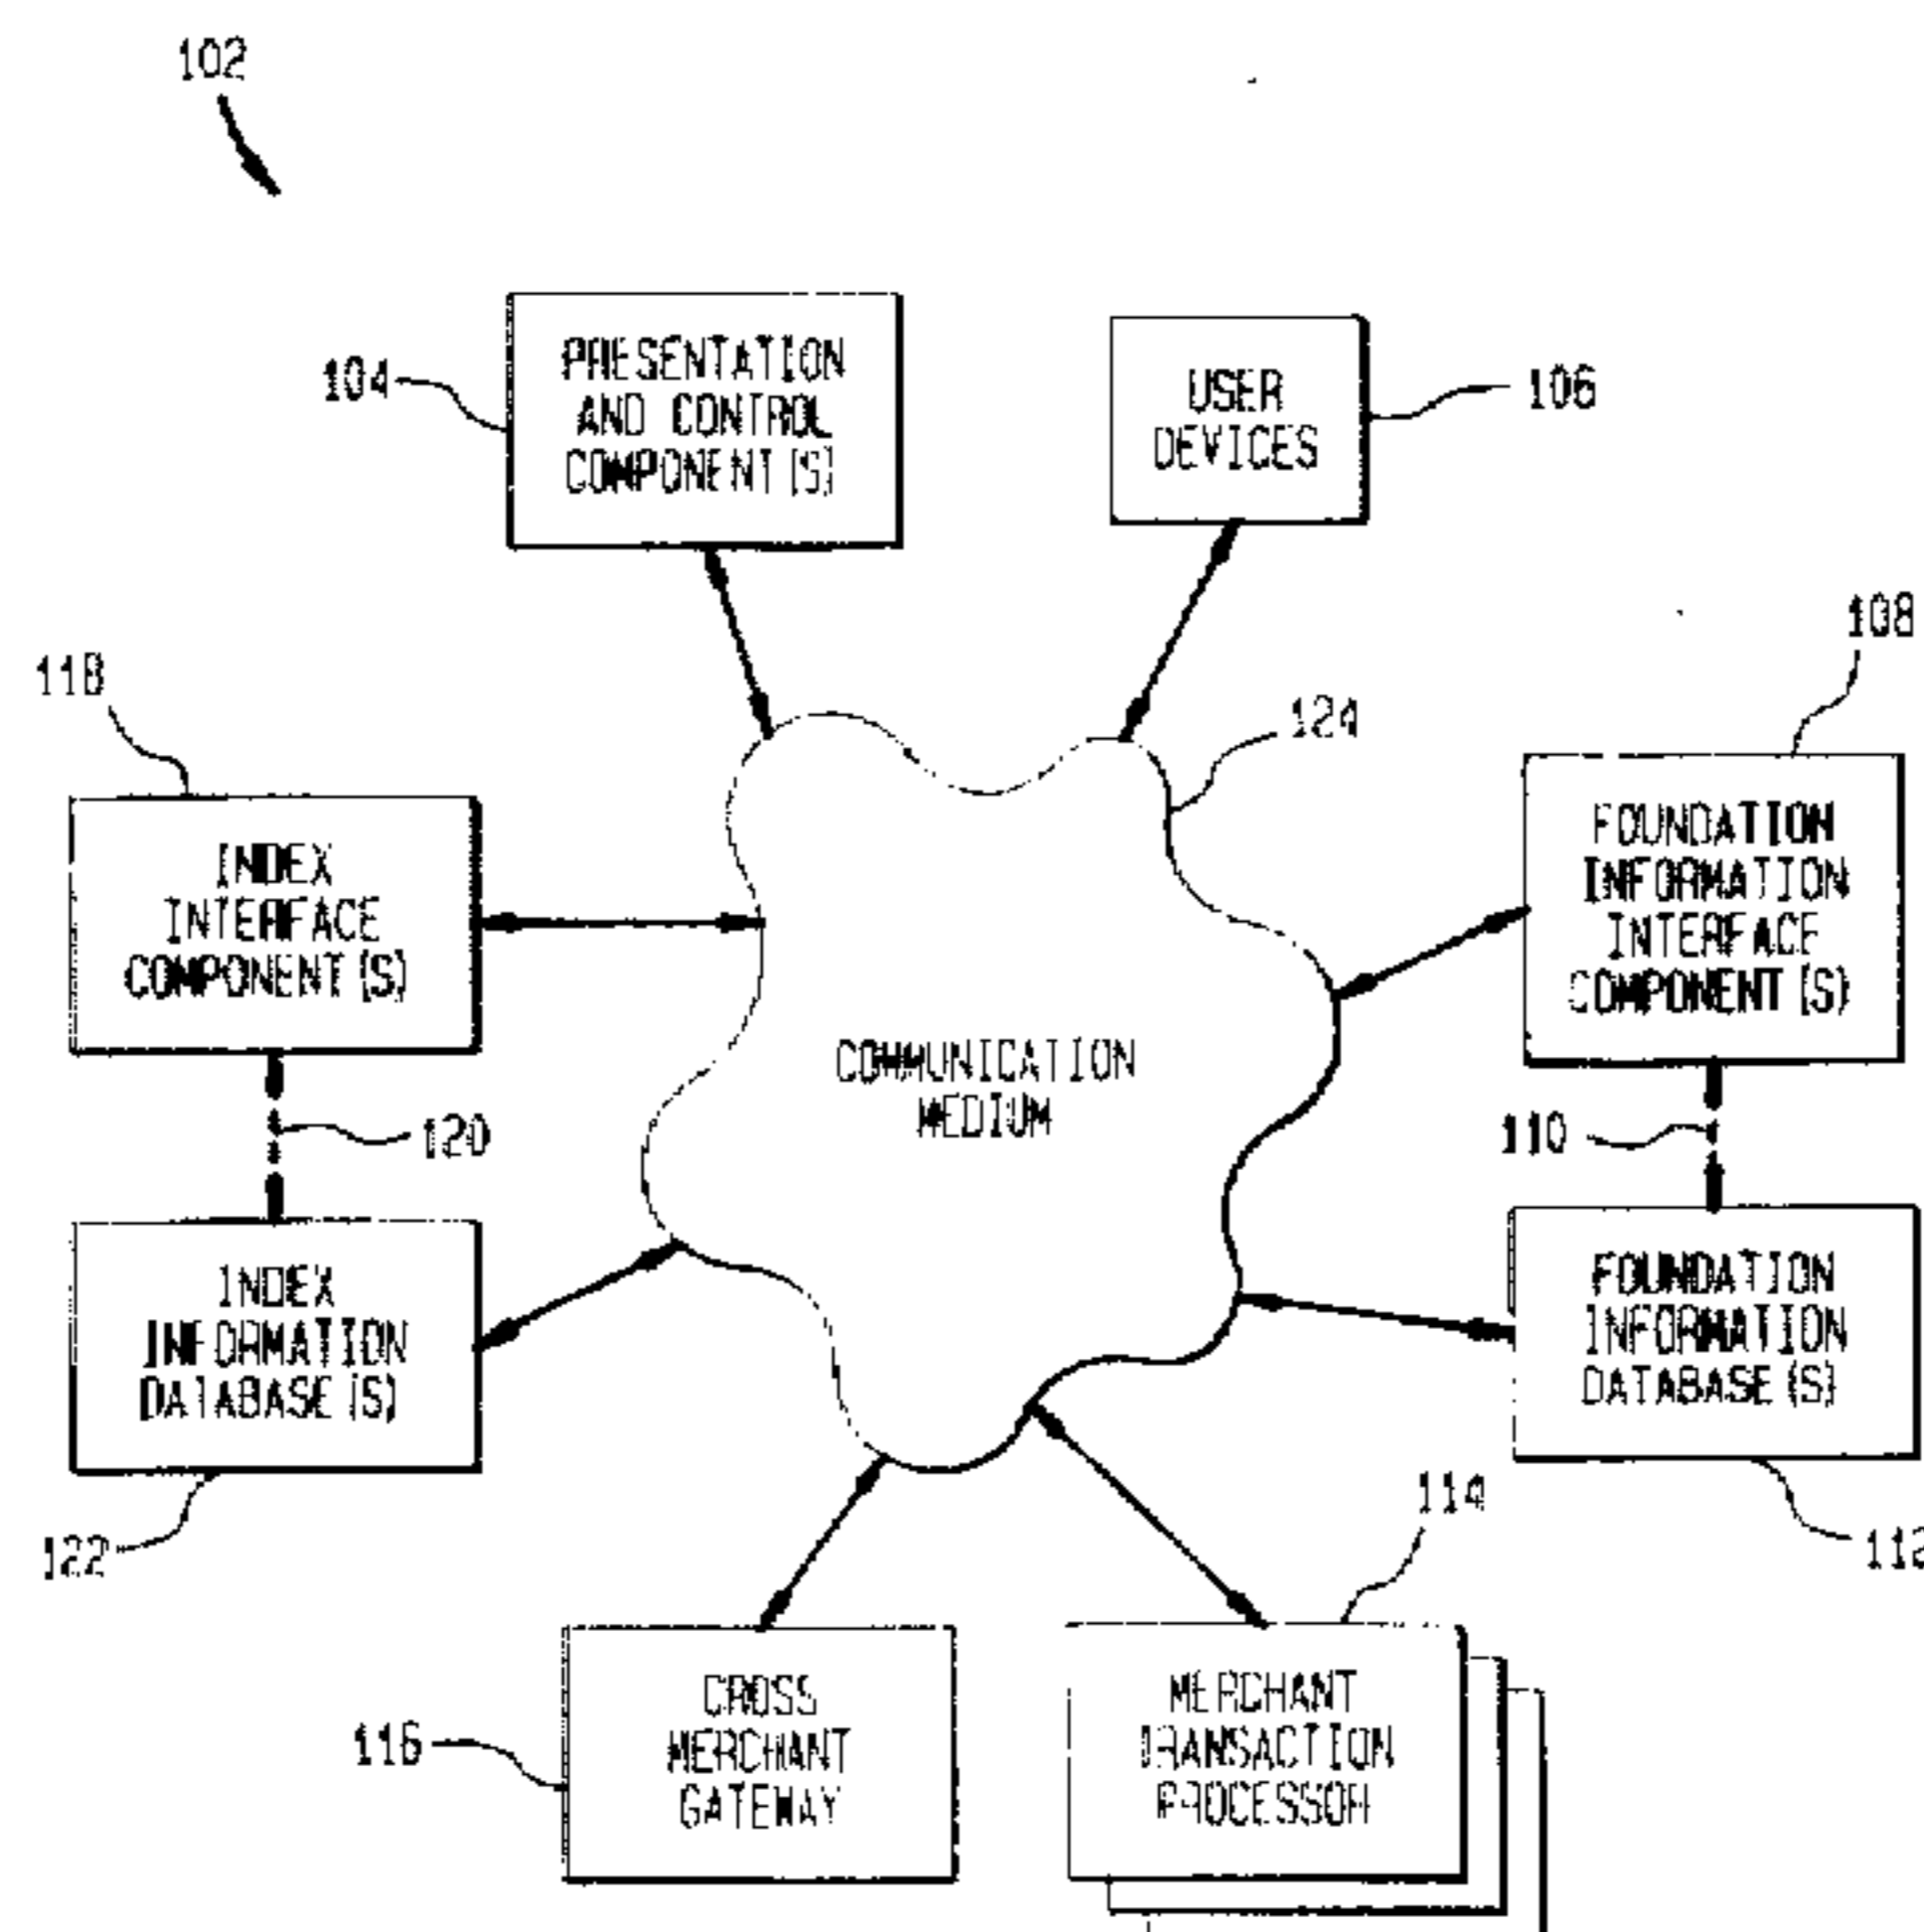 102
PRESENTATION
AND CONTROL
COMPONENT(S)
104
USER
DEVICES
106
108
118
124
INDEX
INTERFACE
COMPONENT(S)
FOUNDATION
INFORMATION
INTERFACE
COMPONENT(S)
COMMUNICATION
MEDIUM
120
110
INDEX
INFORMATION
DATABASE(S)
FOUNDATION
INFORMATION
DATABASE(S)
122
114
112
CROSS
MERCHANT
GATEWAY
116
MERCHANT
TRANSACTION
PROCESSOR